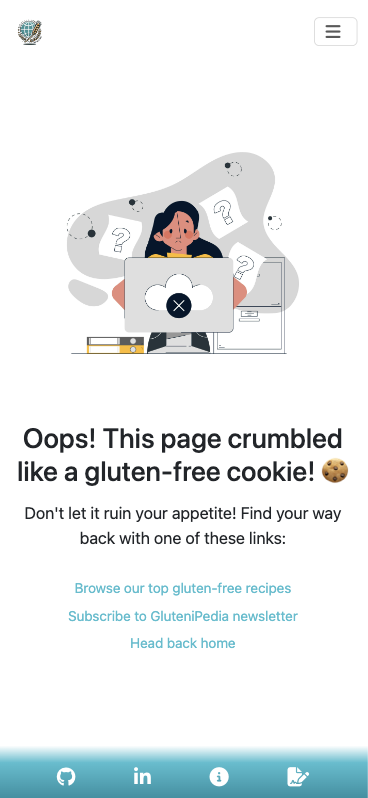 ?
?
?
Oops! This page crumbled
like a gluten-free cookie! 🍪
Don't let it ruin your appetite! Find your way
back with one of these links:
Browse our top gluten-free recipes
Subscribe to GluteniPedia newsletter
Head back home
in